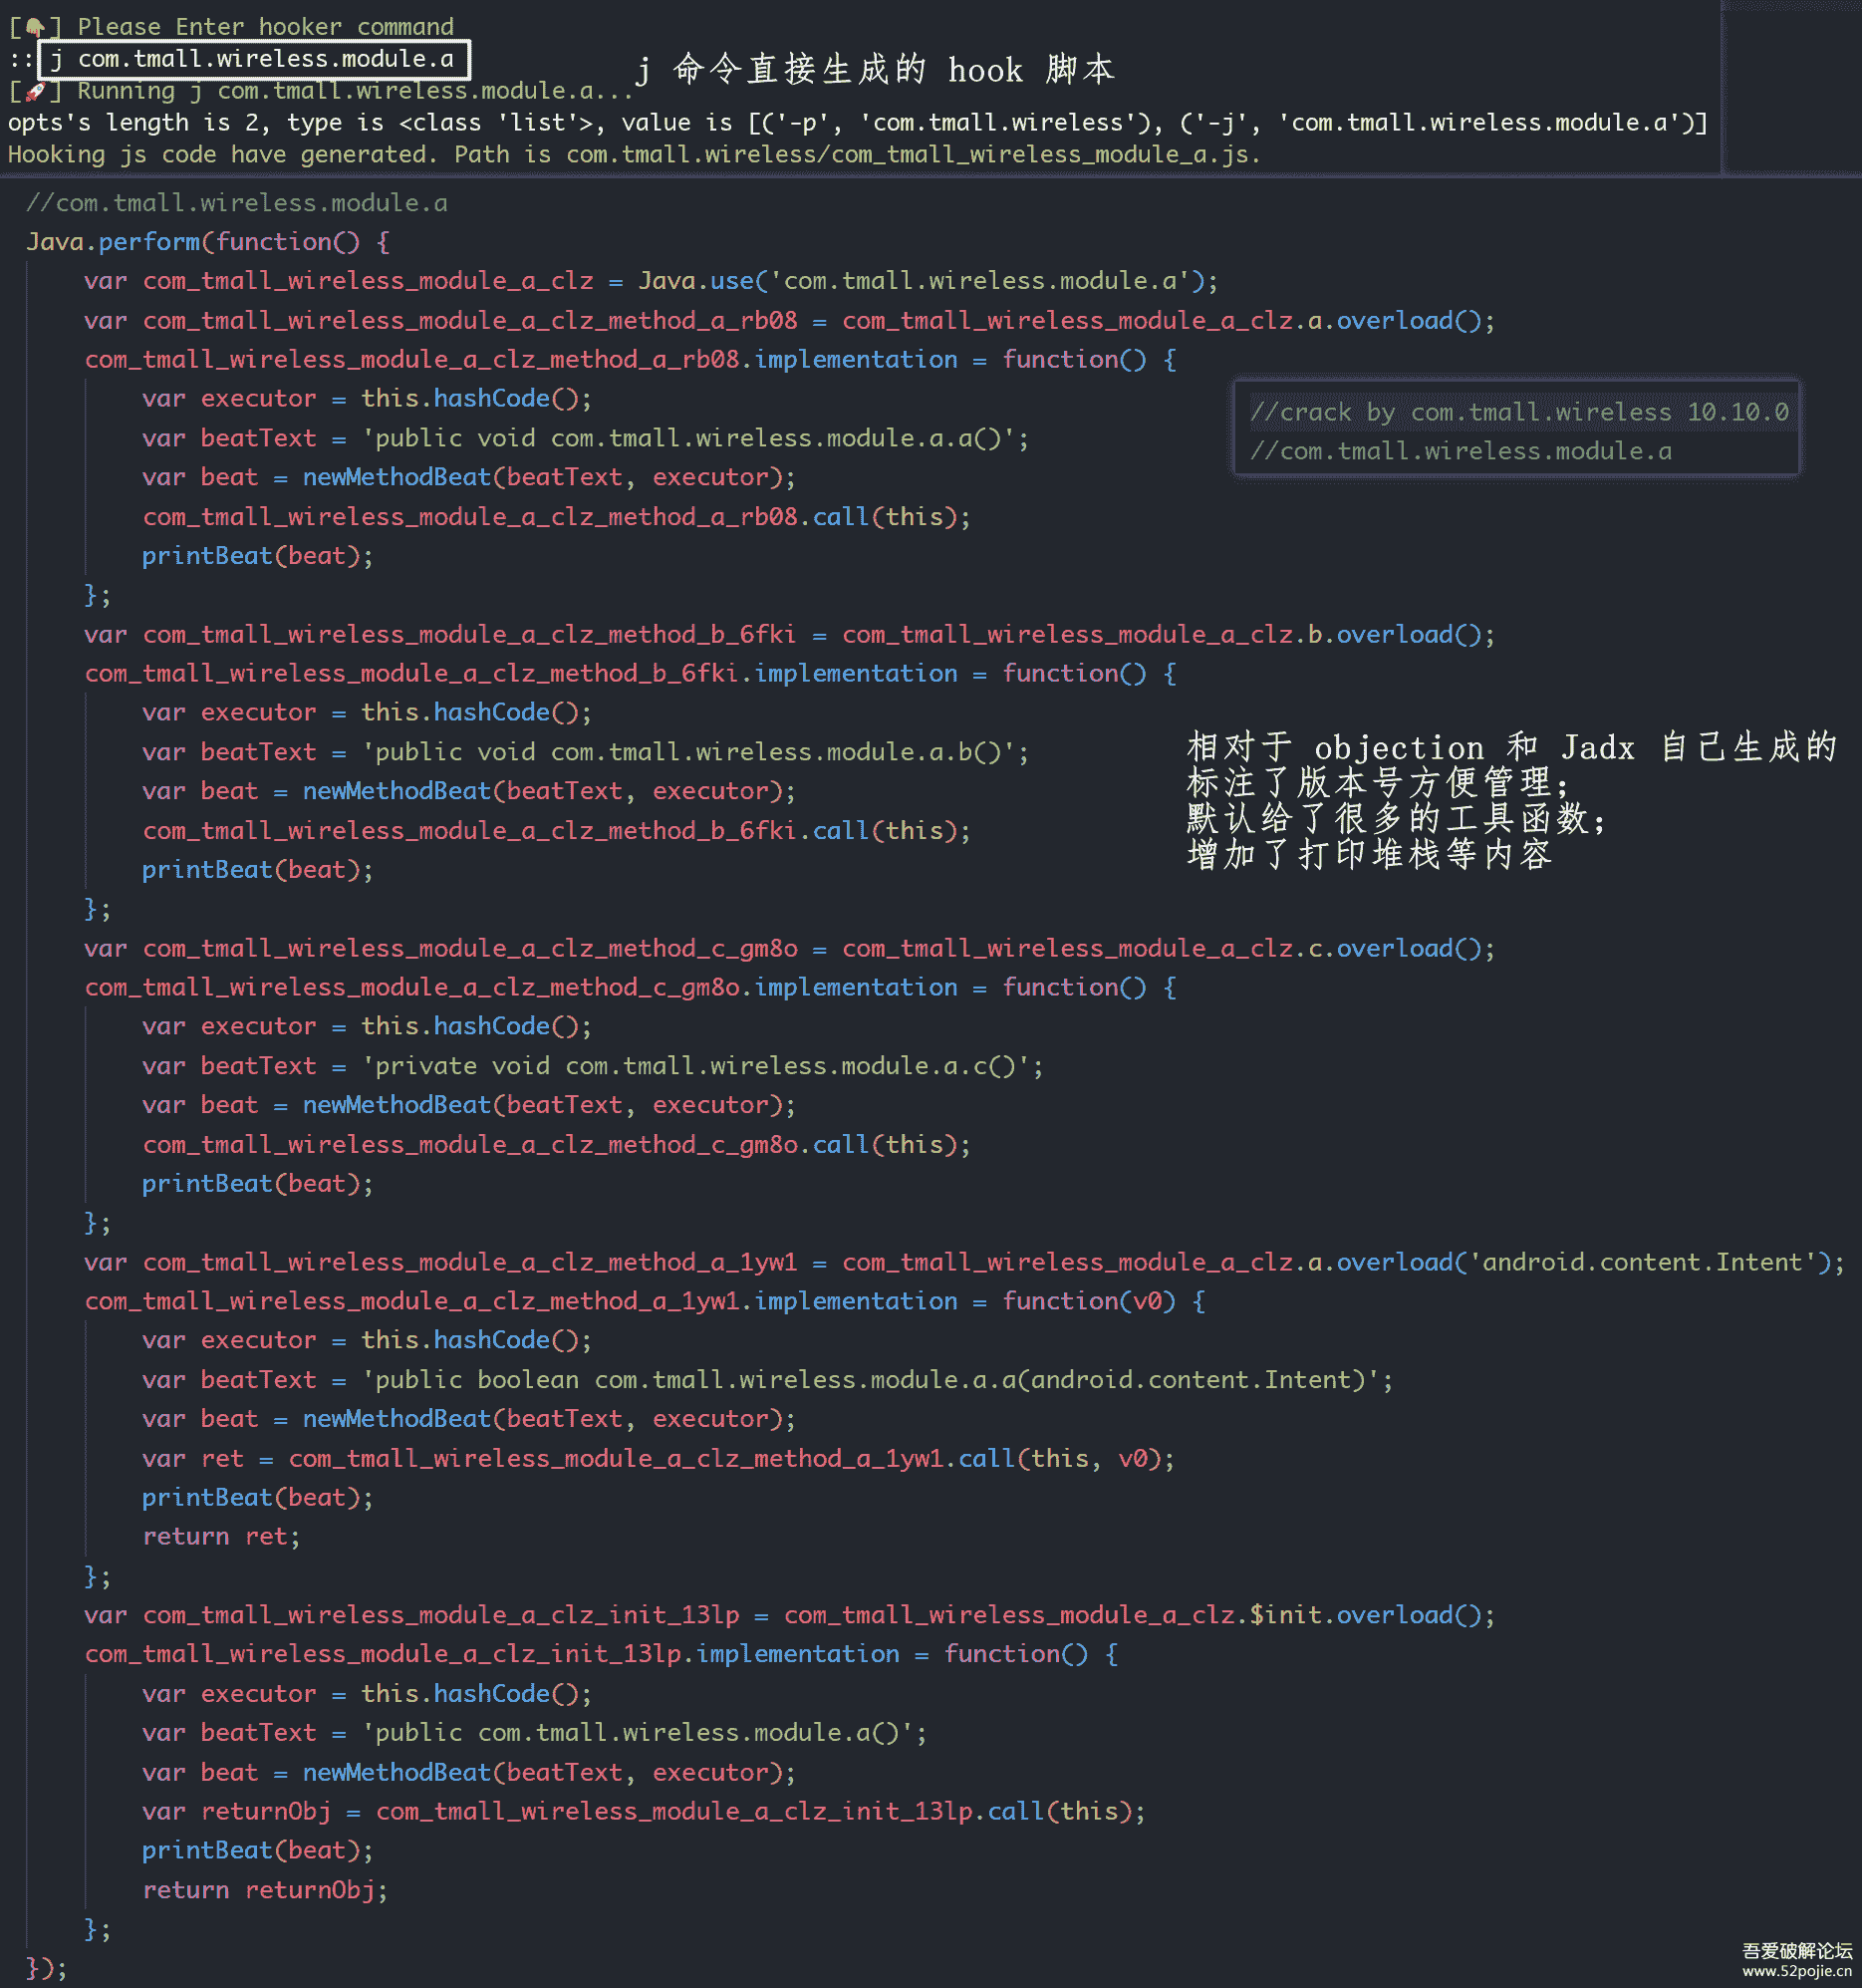 [👇🏽] Please Enter hooker command
:: j com.tmall.wireless.module.a
j 命令直接生成的 hook 脚本
[🚀] Running j com.tmall.wireless.module.a...
opts's length is 2, type is <class 'list'>, value is [('-p', 'com.tmall.wireless'), ('-j', 'com.tmall.wireless.module.a')]
Hooking js code have generated. Path is com.tmall.wireless/com_tmall_wireless_module_a.js.
//com.tmall.wireless.module.a
Java.perform(function() {
    var com_tmall_wireless_module_a_clz = Java.use('com.tmall.wireless.module.a');
    var com_tmall_wireless_module_a_clz_method_a_rb08 = com_tmall_wireless_module_a_clz.a.overload();
    com_tmall_wireless_module_a_clz_method_a_rb08.implementation = function() {
        var executor = this.hashCode();
        var beatText = 'public void com.tmall.wireless.module.a.a()';
        var beat = newMethodBeat(beatText, executor);
        com_tmall_wireless_module_a_clz_method_a_rb08.call(this);
        printBeat(beat);
    };
//crack by com.tmall.wireless 10.10.0
//com.tmall.wireless.module.a
    var com_tmall_wireless_module_a_clz_method_b_6fki = com_tmall_wireless_module_a_clz.b.overload();
    com_tmall_wireless_module_a_clz_method_b_6fki.implementation = function() {
        var executor = this.hashCode();
        var beatText = 'public void com.tmall.wireless.module.a.b()';
        var beat = newMethodBeat(beatText, executor);
        com_tmall_wireless_module_a_clz_method_b_6fki.call(this);
        printBeat(beat);
    };
相对于 objection 和 Jadx 自己生成的
标注了版本号方便管理;
默认给了很多的工具函数;
增加了打印堆栈等内容
    var com_tmall_wireless_module_a_clz_method_c_gm8o = com_tmall_wireless_module_a_clz.c.overload();
    com_tmall_wireless_module_a_clz_method_c_gm8o.implementation = function() {
        var executor = this.hashCode();
        var beatText = 'private void com.tmall.wireless.module.a.c()';
        var beat = newMethodBeat(beatText, executor);
        com_tmall_wireless_module_a_clz_method_c_gm8o.call(this);
        printBeat(beat);
    };
    var com_tmall_wireless_module_a_clz_method_a_1yw1 = com_tmall_wireless_module_a_clz.a.overload('android.content.Intent');
    com_tmall_wireless_module_a_clz_method_a_1yw1.implementation = function(v0) {
        var executor = this.hashCode();
        var beatText = 'public boolean com.tmall.wireless.module.a.a(android.content.Intent)';
        var beat = newMethodBeat(beatText, executor);
        var ret = com_tmall_wireless_module_a_clz_method_a_1yw1.call(this, v0);
        printBeat(beat);
        return ret;
    };
    var com_tmall_wireless_module_a_clz_init_13lp = com_tmall_wireless_module_a_clz.$init.overload();
    com_tmall_wireless_module_a_clz_init_13lp.implementation = function() {
        var executor = this.hashCode();
        var beatText = 'public com.tmall.wireless.module.a()';
        var beat = newMethodBeat(beatText, executor);
        var returnObj = com_tmall_wireless_module_a_clz_init_13lp.call(this);
        printBeat(beat);
        return returnObj;
    };
});
吾爱破解论坛
www.52pojie.cn